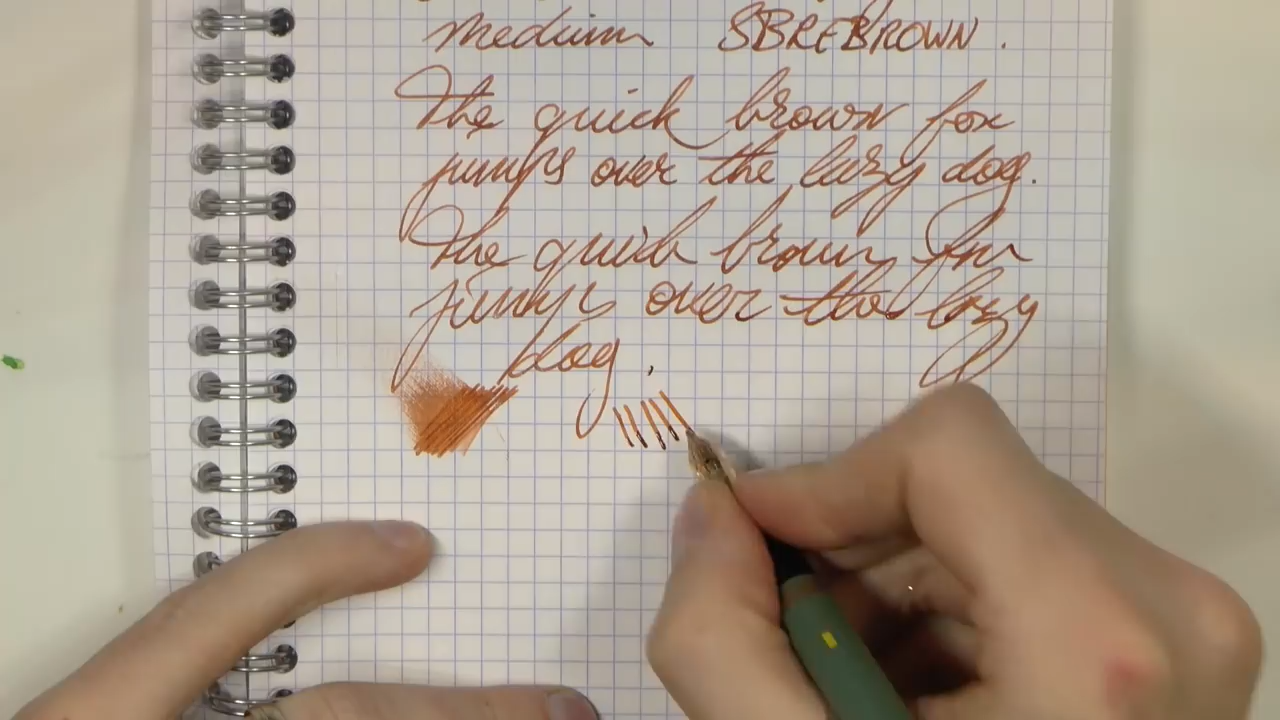 medium SBREBROWN.
The quick brown fox
jumps over the lazy dog.
The quick brown fox
jumps over the lazy
dog.